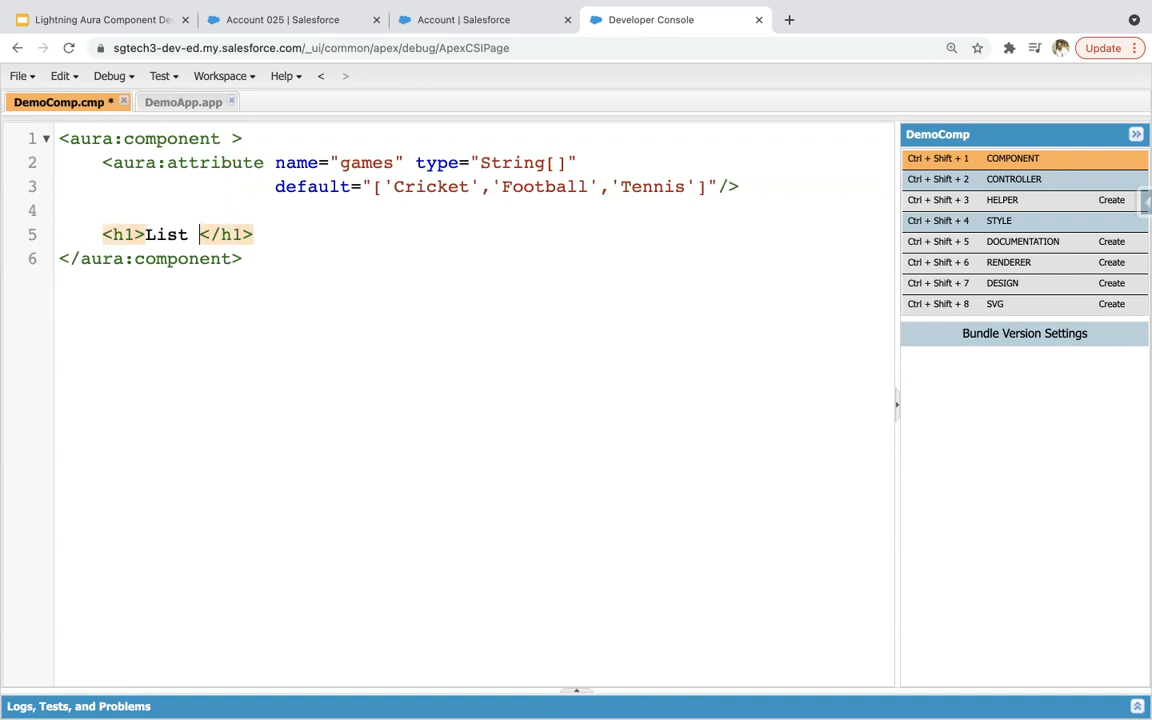 Lightning Aura Component De
Account 025 | Salesforce
Account | Salesforce
Developer Console
sgtech3-dev-ed.my.salesforce.com/_ui/common/apex/debug/ApexCSIPage
Update
File Edit Debug Test Workspace Help < >
DemoComp.cmp *
DemoApp.app
1 <aura:component >
2 <aura:attribute name="games" type="String[]"
3 default="['Cricket','Football','Tennis']"/>
4
5 <h1>List </h1>
6 </aura:component>
DemoComp
Ctrl + Shift + 1 COMPONENT
Ctrl + Shift + 2 CONTROLLER
Ctrl + Shift + 3 HELPER Create
Ctrl + Shift + 4 STYLE
Ctrl + Shift + 5 DOCUMENTATION Create
Ctrl + Shift + 6 RENDERER Create
Ctrl + Shift + 7 DESIGN Create
Ctrl + Shift + 8 SVG Create
Bundle Version Settings
Logs, Tests, and Problems